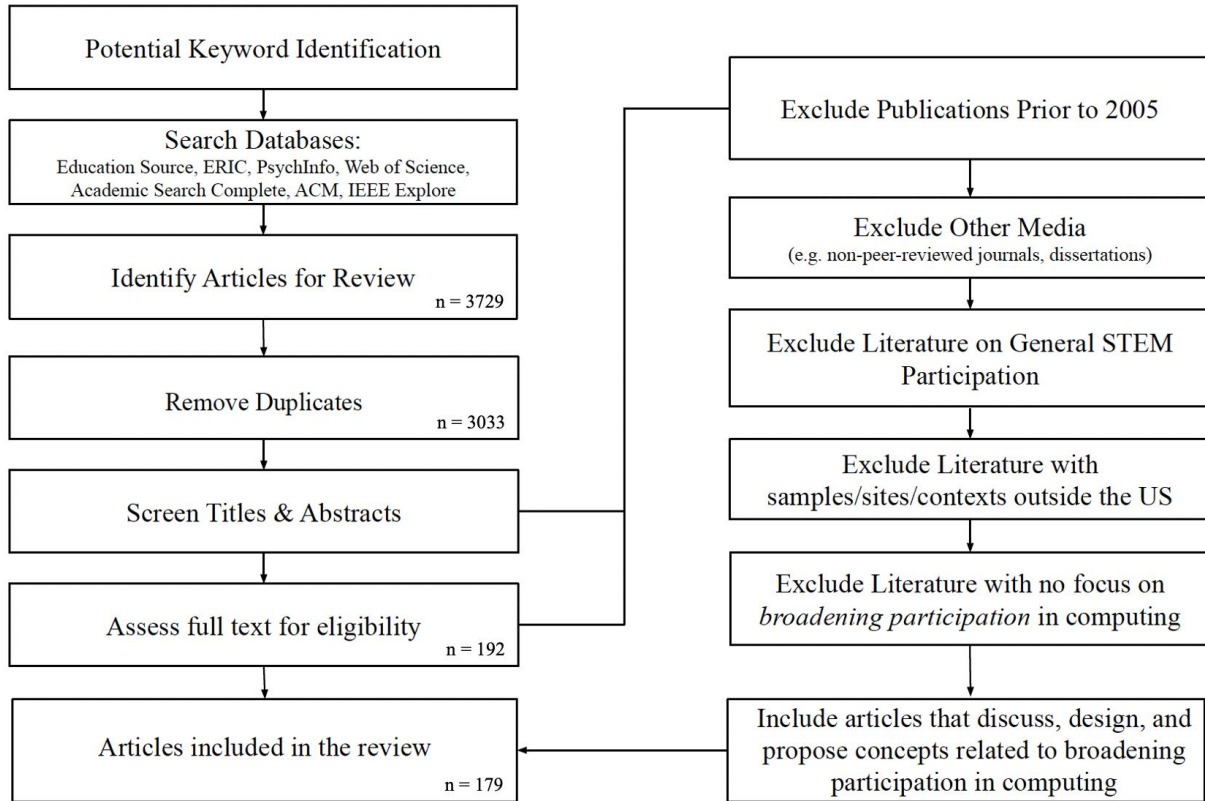 Potential Keyword Identification
Search Databases:
Education Source, ERIC, PsychInfo, Web of Science,
Academic Search Complete, ACM, IEEE Explore
Identify Articles for Review
n = 3729
Remove Duplicates
n = 3033
Screen Titles & Abstracts
Assess full text for eligibility
n = 192
Articles included in the review
n = 179
Exclude Publications Prior to 2005
Exclude Other Media
(e.g. non-peer-reviewed journals, dissertations)
Exclude Literature on General STEM
Participation
Exclude Literature with
samples/sites/contexts outside the US
Exclude Literature with no focus on
broadening participation in computing
Include articles that discuss, design, and
propose concepts related to broadening
participation in computing